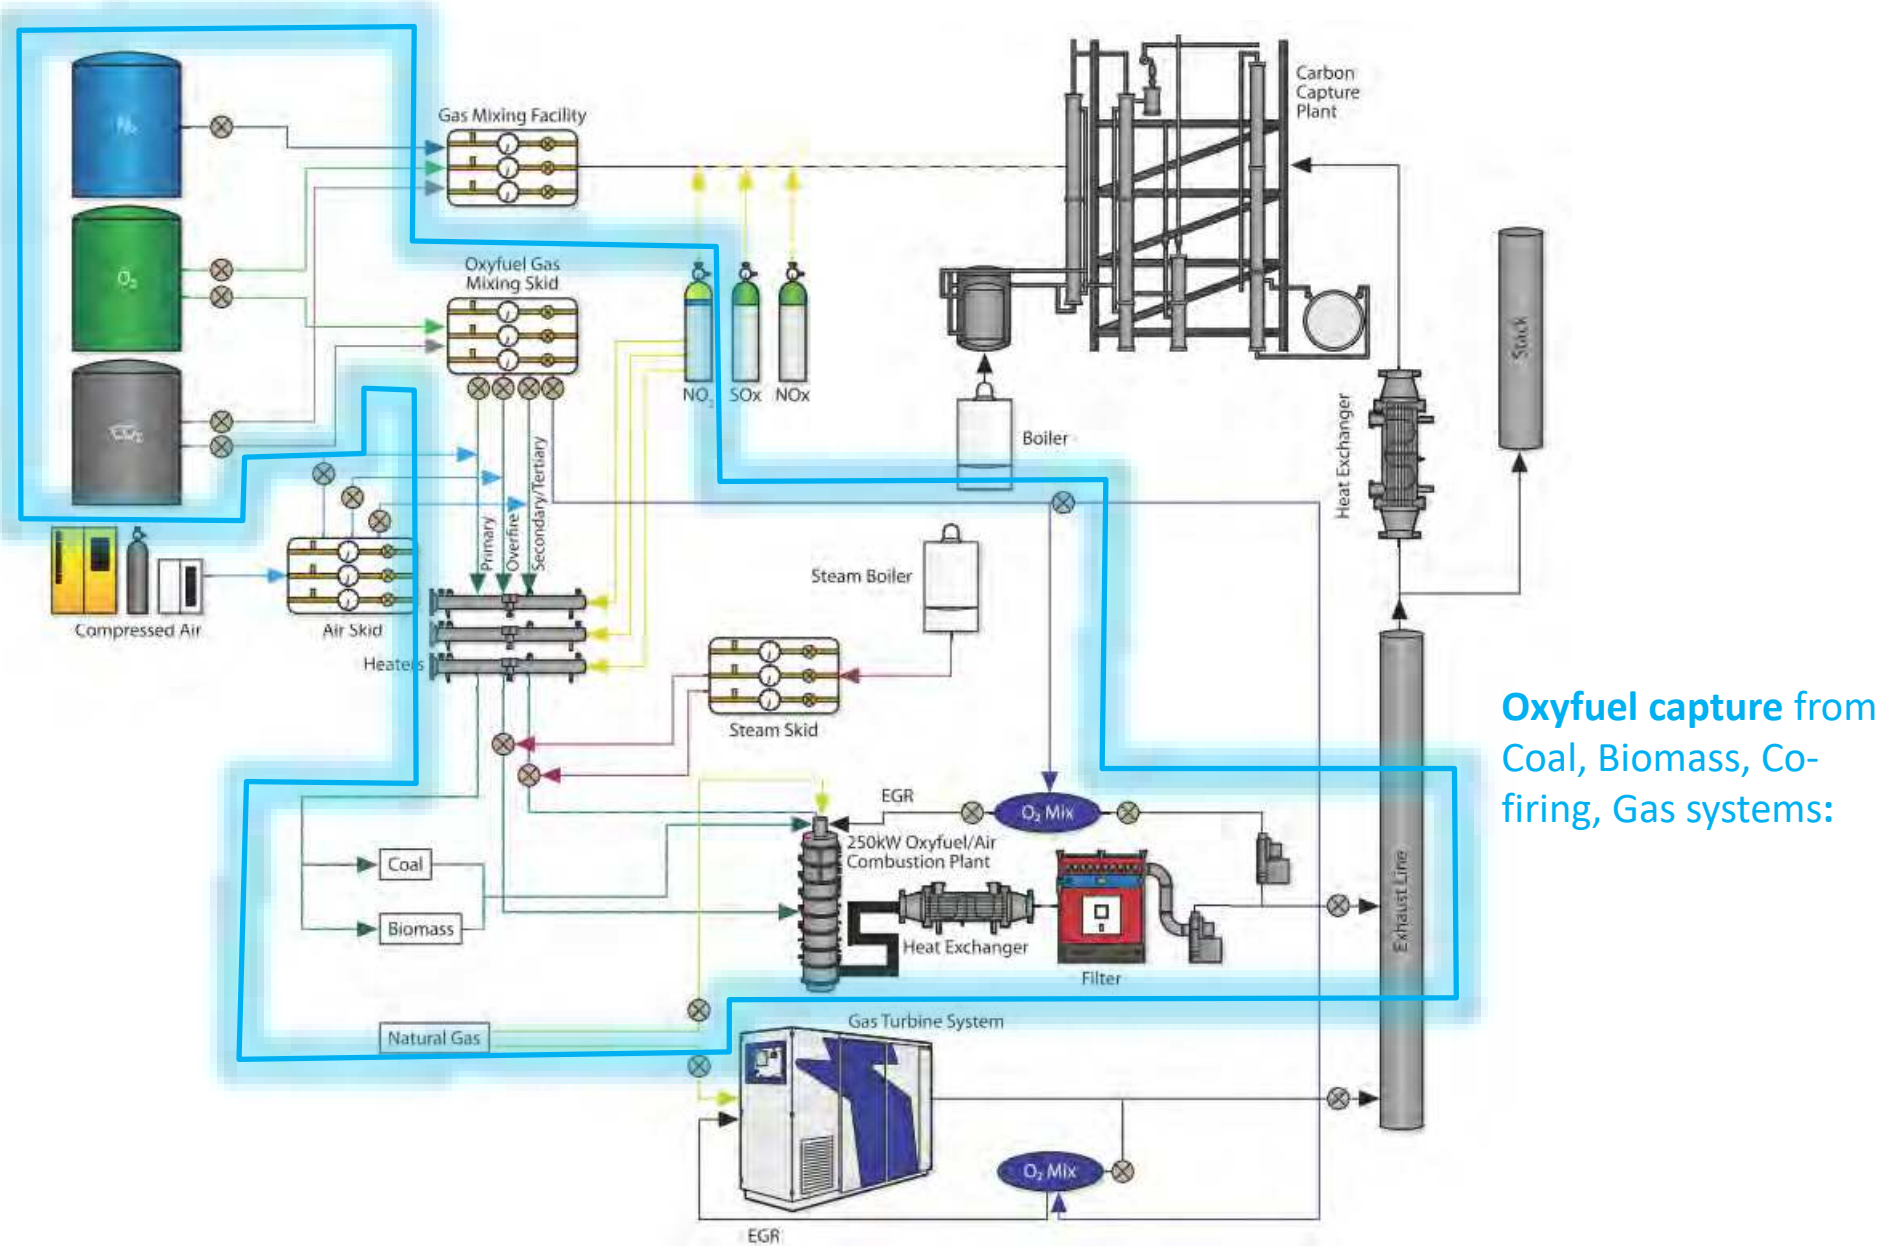 N₂
Gas Mixing Facility
Carbon
Capture
Plant
O₂
Oxyfuel Gas
Mixing Skid
Stack
NO₂
SOx
NOx
Boiler
Heat Exchanger
Primary
Overfire
Secondary/Tertiary
Steam Boiler
Compressed Air
Air Skid
Heaters
Steam Skid
Oxyfuel capture from
Coal, Biomass, Co-
firing, Gas systems:
EGR
O₂ Mix
250kW Oxyfuel/Air
Combustion Plant
Coal
Biomass
Heat Exchanger
Filter
Exhaust Line
Natural Gas
Gas Turbine System
O₂ Mix
EGR